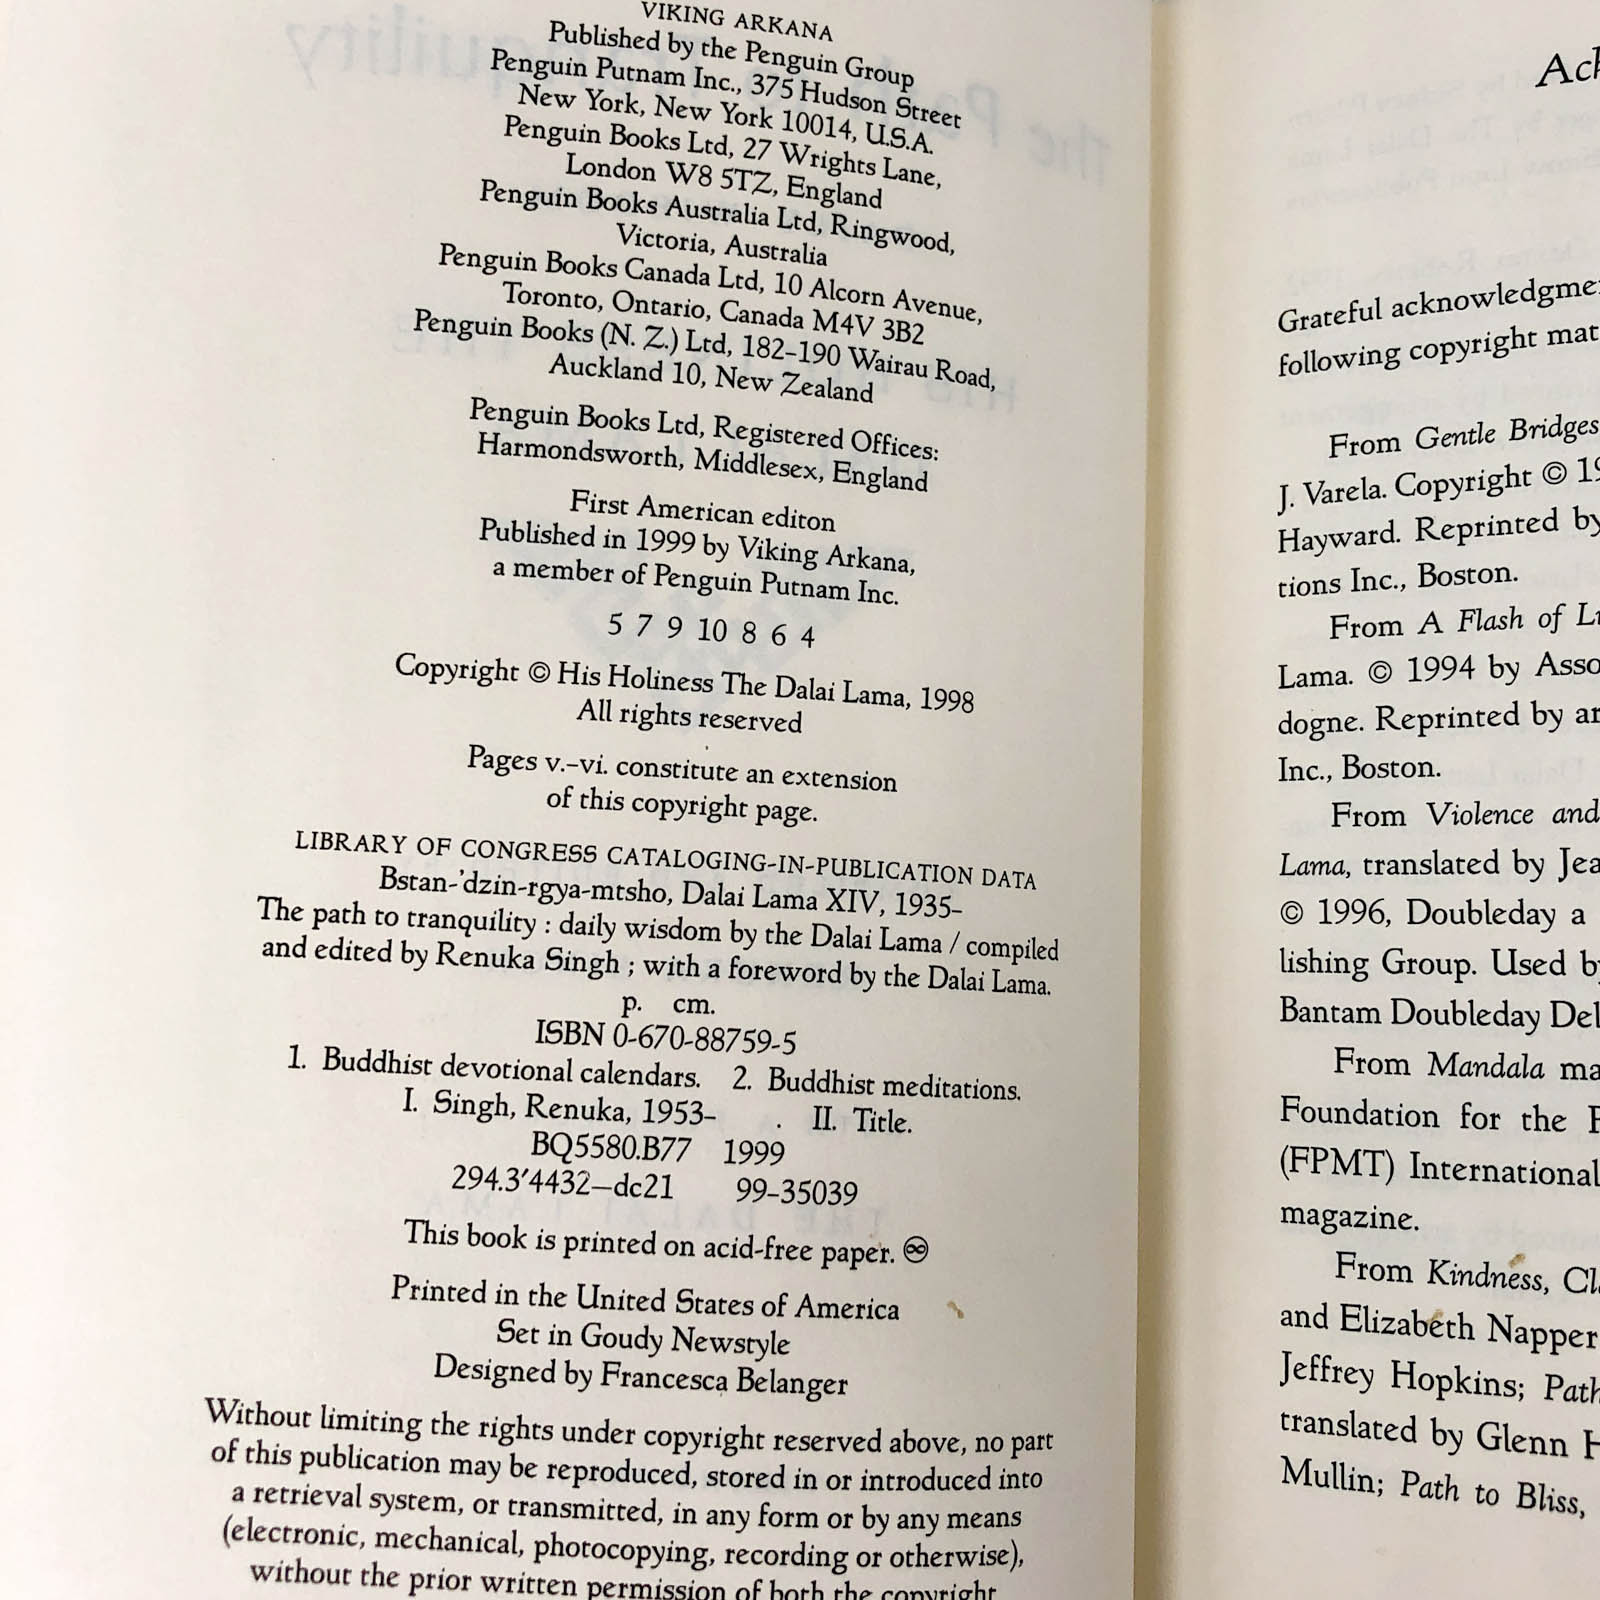 VIKING ARKANA
Published by the Penguin Group
Penguin Putnam Inc., 375 Hudson Street
New York, New York 10014, U.S.A.
Penguin Books Ltd, 27 Wrights Lane,
London W8 5TZ, England
Penguin Books Australia Ltd, Ringwood,
Victoria, Australia
Penguin Books Canada Ltd, 10 Alcorn Avenue,
Toronto, Ontario, Canada M4V 3B2
Penguin Books (N. Z.) Ltd, 182–190 Wairau Road,
Auckland 10, New Zealand
Penguin Books Ltd, Registered Offices:
Harmondsworth, Middlesex, England
First American editon
Published in 1999 by Viking Arkana,
a member of Penguin Putnam Inc.
5 7 9 10 8 6 4
Copyright © His Holiness The Dalai Lama, 1998
All rights reserved
Pages v.–vi. constitute an extension
of this copyright page.
LIBRARY OF CONGRESS CATALOGING-IN-PUBLICATION DATA
Bstan-'dzin-rgya-mtsho, Dalai Lama XIV, 1935–
The path to tranquility : daily wisdom by the Dalai Lama / compiled
and edited by Renuka Singh ; with a foreword by the Dalai Lama.
p. cm.
ISBN 0-670-88759-5
1. Buddhist devotional calendars. 2. Buddhist meditations.
I. Singh, Renuka, 1953– . II. Title.
BQ5580.B77 1999
294.3'4432—dc21 99–35039
This book is printed on acid-free paper. ♾
Printed in the United States of America
Set in Goudy Newstyle
Designed by Francesca Belanger
Without limiting the rights under copyright reserved above, no part
of this publication may be reproduced, stored in or introduced into
a retrieval system, or transmitted, in any form or by any means
(electronic, mechanical, photocopying, recording or otherwise),
without the prior written permission of both the copyright
Grateful
following copyright
From Gentle Bridges
J. Varela. Copyright ©
Hayward. Reprinted by
tions Inc., Boston.
From A Flash of
Lama. © 1994 by
dogne. Reprinted by
Inc., Boston.
From Violence and
Lama, translated by
© 1996, Doubleday a
lishing Group. Used by
Bantam Doubleday
From Mandala
Foundation for the
(FPMT) International
magazine.
From Kindness,
and Elizabeth Napper
Jeffrey Hopkins;
translated by Glenn
Mullin; Path to Bliss,